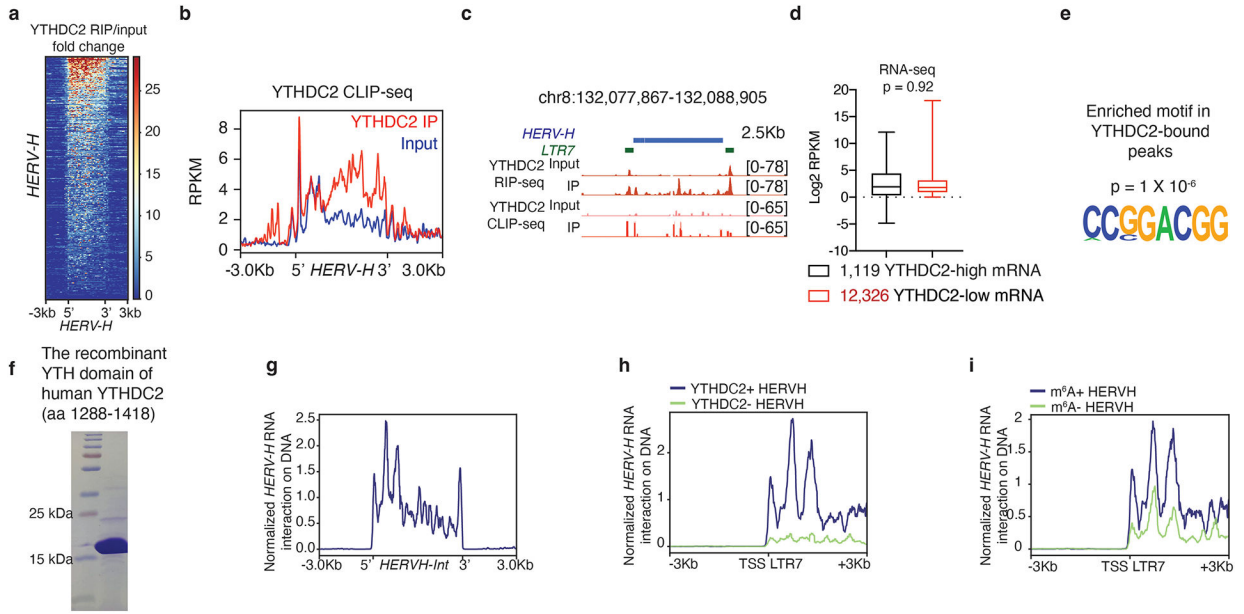 a
YTHDC2 RIP/input
fold change
HERV-H
25
20
15
10
5
0
-3kb 5’ 3’ 3kb
HERV-H
b
YTHDC2 CLIP-seq
YTHDC2 IP
Input
RPKM
8
6
4
2
0
-3.0Kb 5’ HERV-H 3’ 3.0Kb
c
chr8:132,077,867-132,088,905
HERV-H 2.5Kb
LTR7
YTHDC2 Input [0-78]
RIP-seq IP [0-78]
YTHDC2 Input [0-65]
CLIP-seq IP [0-65]
d
RNA-seq
p = 0.92
Log2 RPKM
20
15
10
5
0
-5
-10
1,119 YTHDC2-high mRNA
12,326 YTHDC2-low mRNA
e
Enriched motif in
YTHDC2-bound
peaks
p = 1 X 10-6
CCGGACGG
f
The recombinant
YTH domain of
human YTHDC2
(aa 1288-1418)
25 kDa
15 kDa
g
Normalized HERV-H RNA
interaction on DNA
2.5
2.0
1.5
1.0
0.5
0.0
-3.0Kb 5’ HERVH-Int 3’ 3.0Kb
h
YTHDC2+ HERVH
YTHDC2- HERVH
Normalized HERV-H RNA
interaction on DNA
2
1
0
-3Kb TSS LTR7 +3Kb
i
m6A+ HERVH
m6A- HERVH
Normalized HERV-H RNA
interaction on DNA
2
1.5
1
0.5
0
-3Kb TSS LTR7 +3Kb